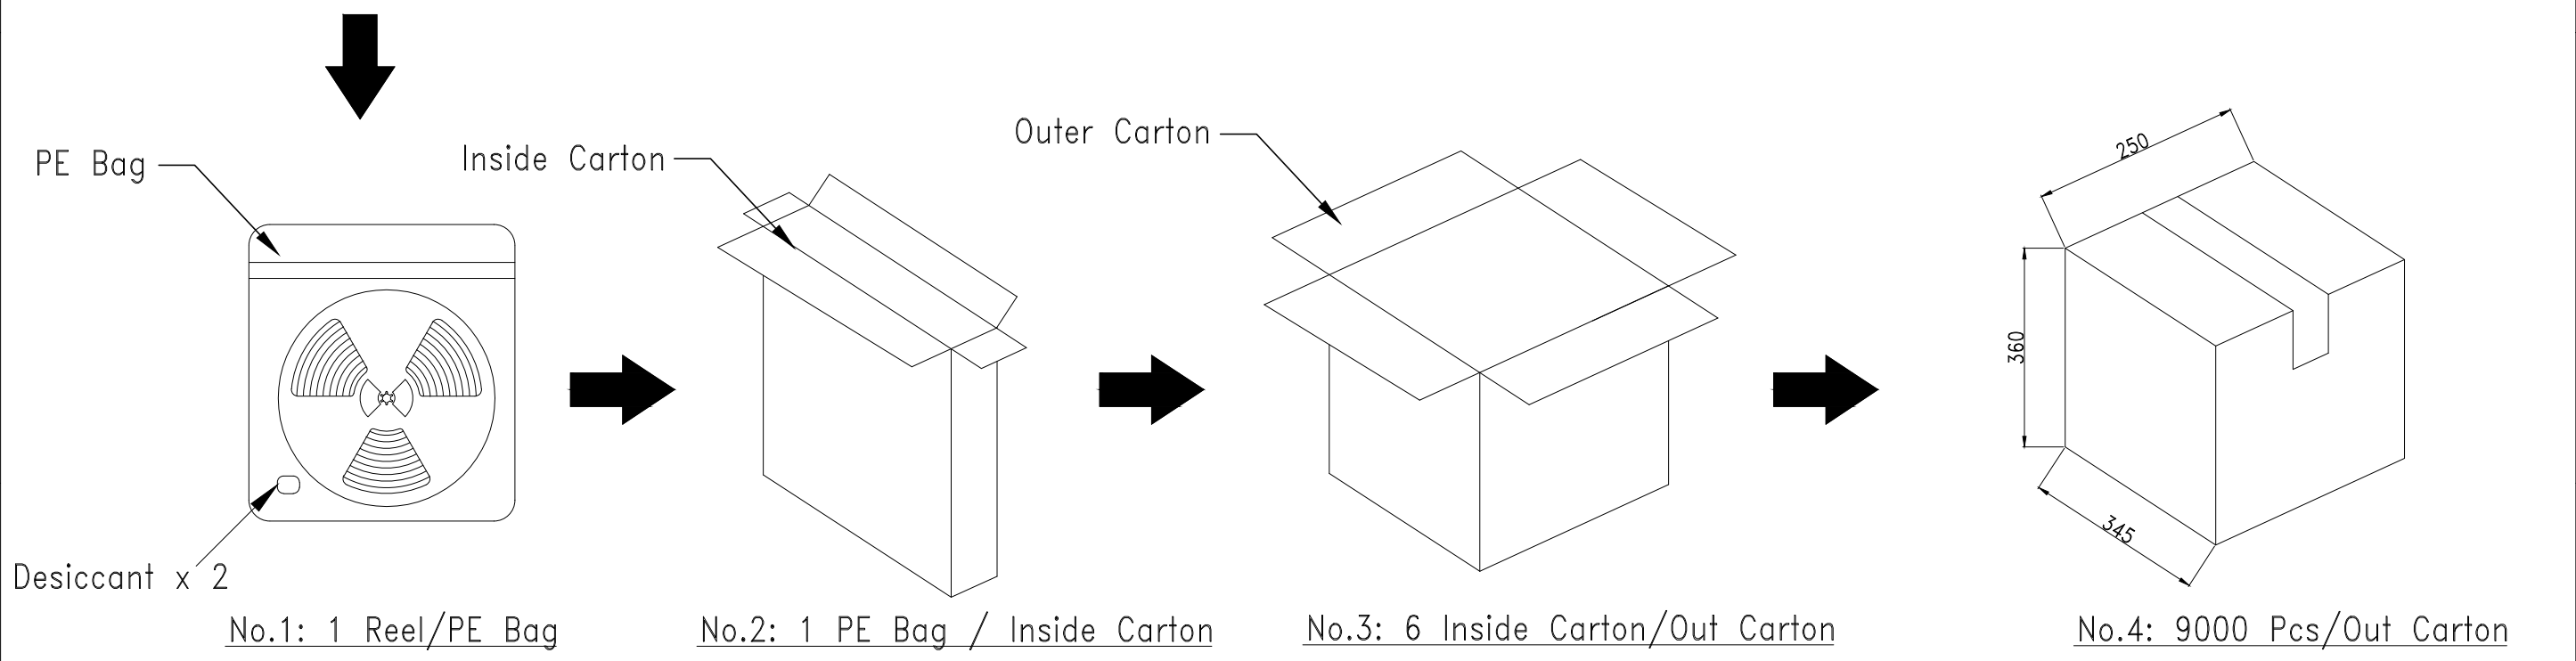 PE Bag
Inside Carton
Outer Carton
250
360
345
Desiccant x 2
No.1: 1 Reel/PE Bag
No.2: 1 PE Bag / Inside Carton
No.3: 6 Inside Carton/Out Carton
No.4: 9000 Pcs/Out Carton